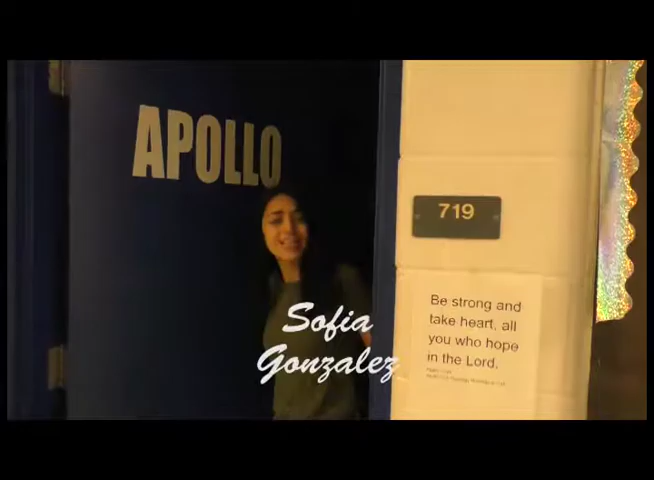 APOLLO
719
Sofia
Gonzalez
Be strong and
take heart, all
you who hope
in the Lord.